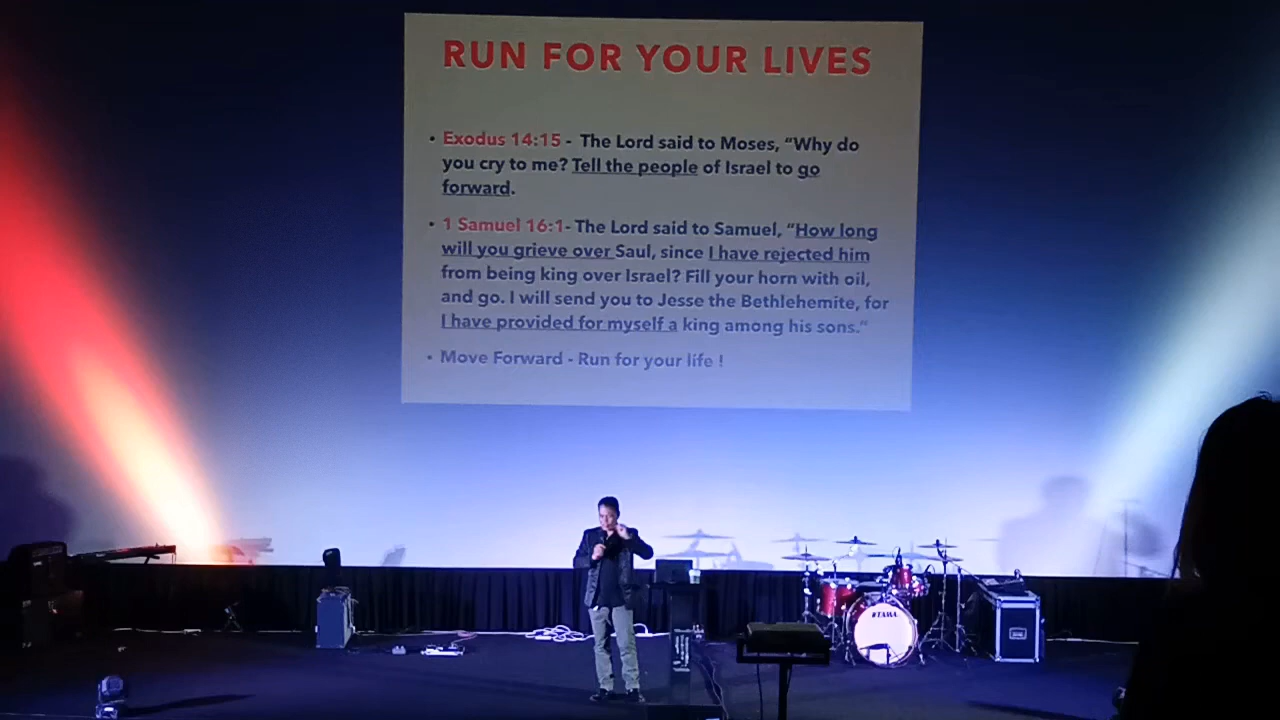 RUN FOR YOUR LIVES
• Exodus 14:15 - The Lord said to Moses, “Why do
you cry to me? Tell the people of Israel to go
forward.
• 1 Samuel 16:1- The Lord said to Samuel, “How long
will you grieve over Saul, since I have rejected him
from being king over Israel? Fill your horn with oil,
and go. I will send you to Jesse the Bethlehemite, for
I have provided for myself a king among his sons.”
• Move Forward - Run for your life !
TAMA